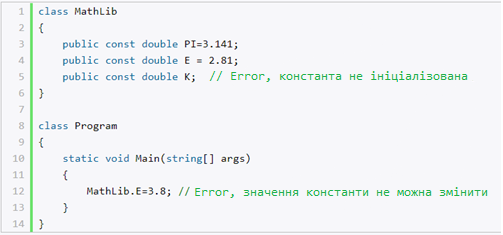 1 class MathLib
2 {
3 public const double PI=3.141;
4 public const double E = 2.81;
5 public const double K; // Error, константа не ініціалізована
6 }
7
8 class Program
9 {
10 static void Main(string[] args)
11 {
12 MathLib.E=3.8; // Error, значення константи не можна змінити
13 }
14 }